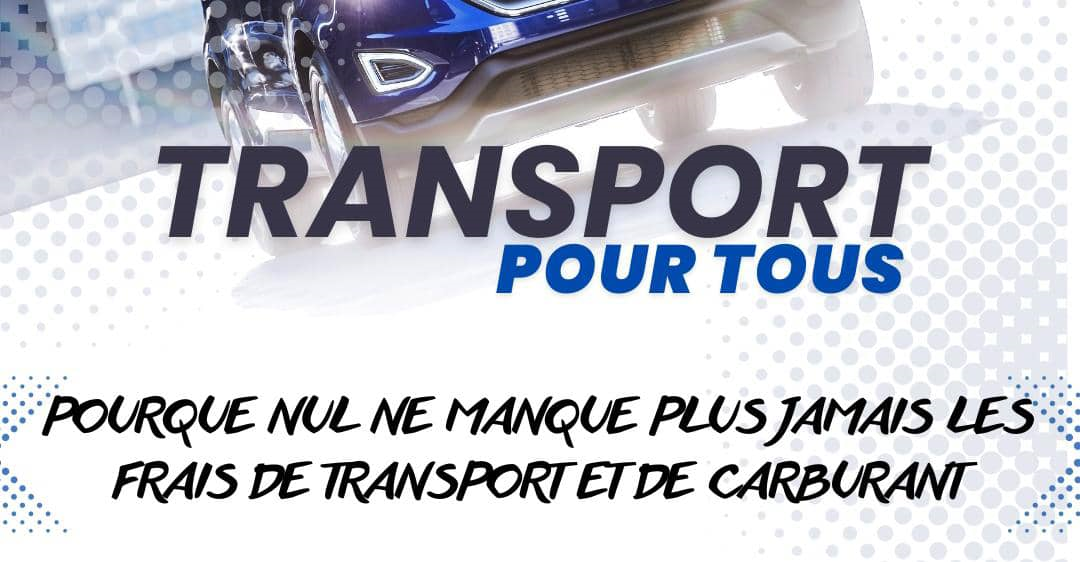 TRANSPORT
POUR TOUS
POURQUE NUL NE MANQUE PLUS JAMAIS LES
FRAIS DE TRANSPORT ET DE CARBURANT